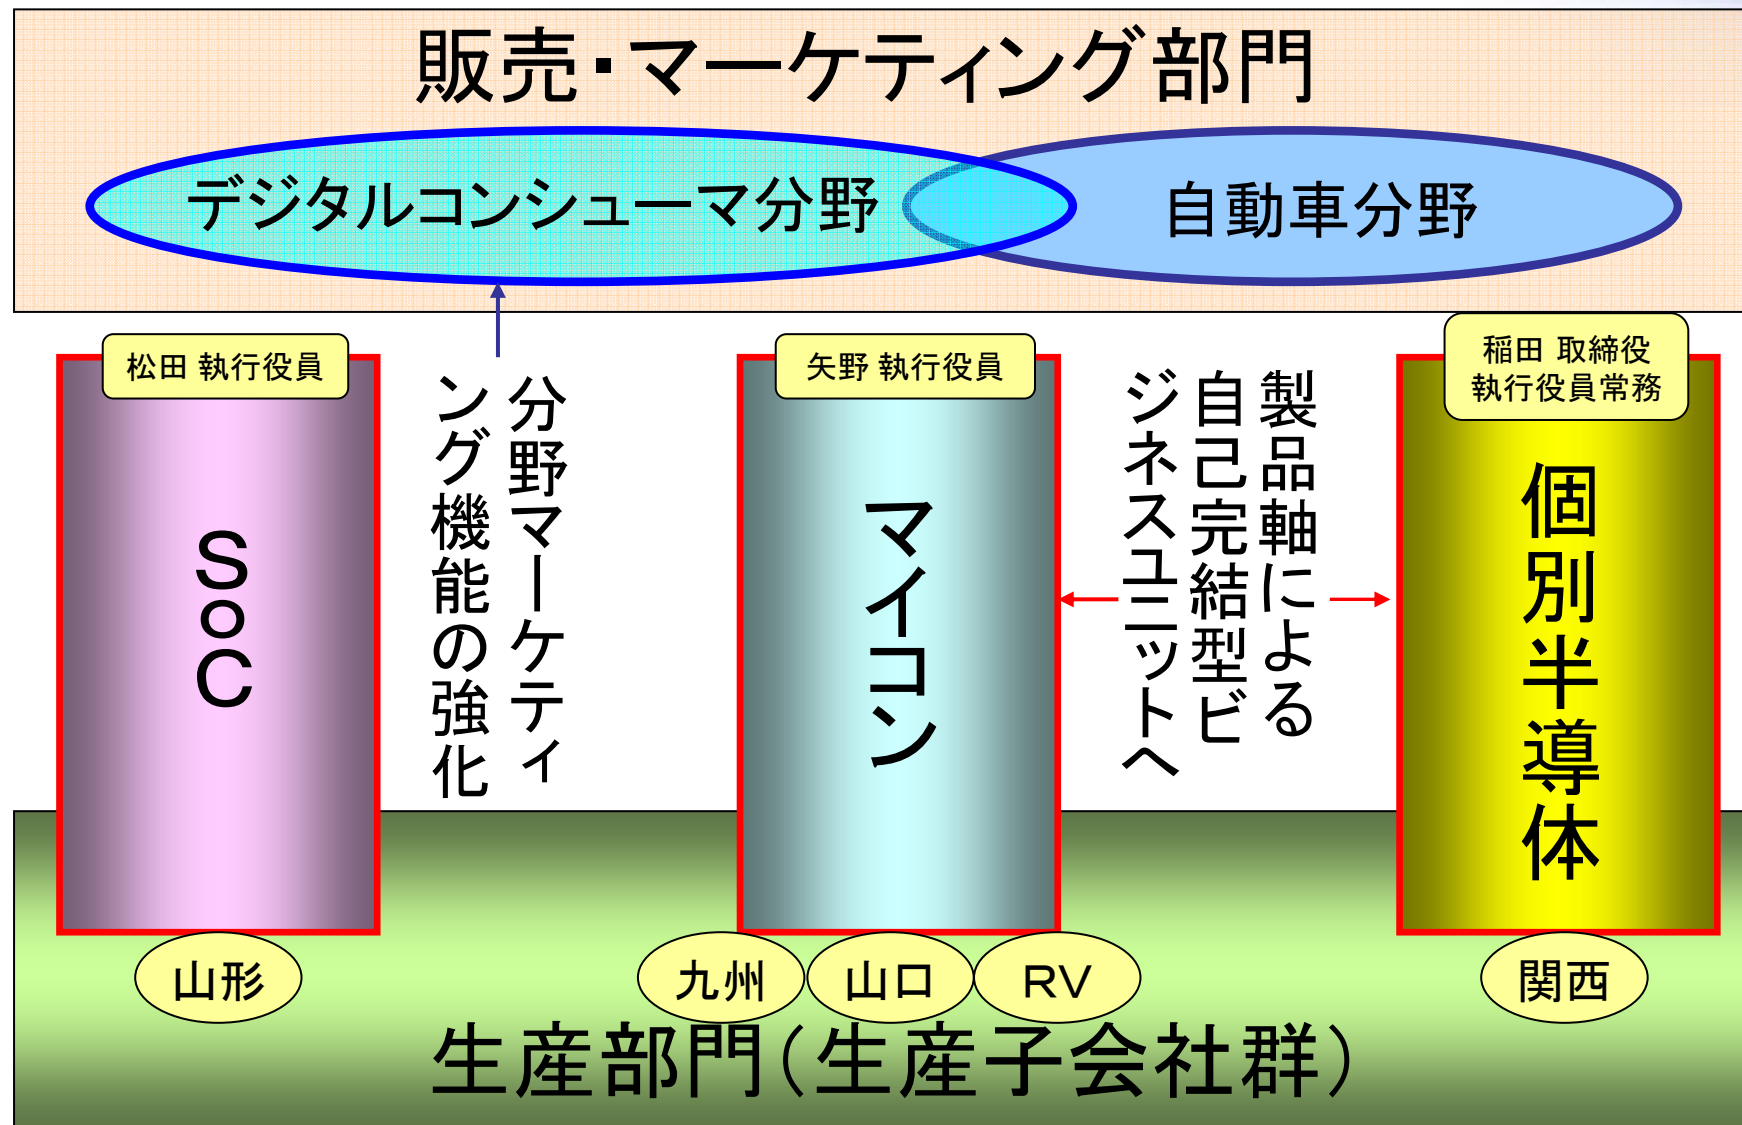 販売・マーケティング部門
デジタルコンシューマ分野
自動車分野
松田 執行役員
矢野 執行役員
稲田 取締役
執行役員常務
SoC
分野マーケティ
ング機能の強化
マイコン
製品軸による
自己完結型ビ
ジネスユニットへ
個別半導体
山形
九州
山口
RV
関西
生産部門(生産子会社群)